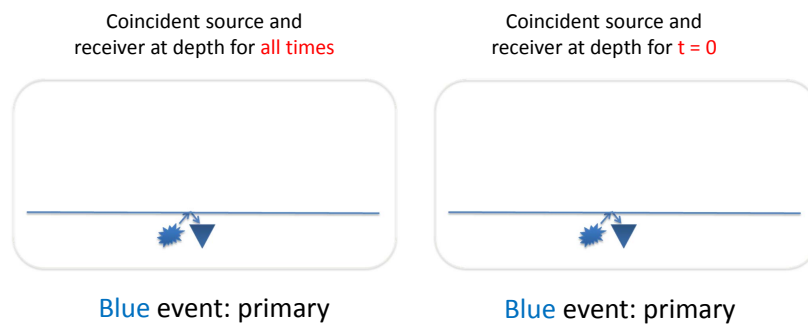 Coincident source and
receiver at depth for all times
Blue event: primary
Coincident source and
receiver at depth for t = 0
Blue event: primary